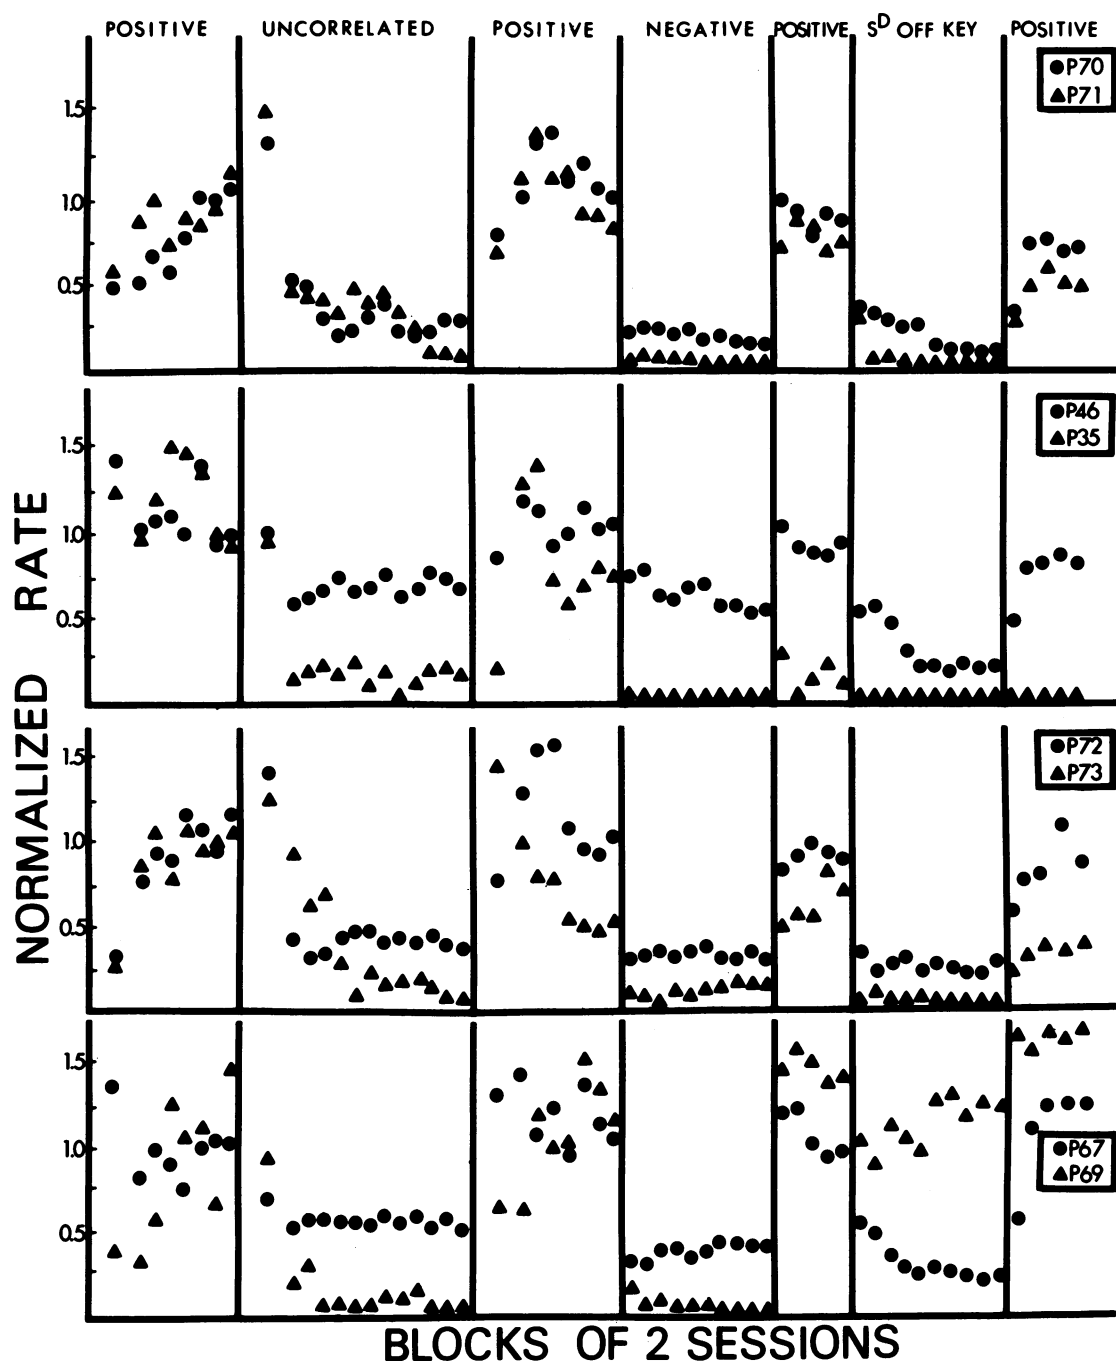 POSITIVE UNCORRELATED POSITIVE NEGATIVE POSITIVE S^D OFF KEY POSITIVE
P70
P71
1.5
1.0
0.5
P46
P35
1.5
1.0
0.5
P72
P73
1.5
1.0
0.5
P67
P69
1.5
1.0
0.5
NORMALIZED RATE
BLOCKS OF 2 SESSIONS